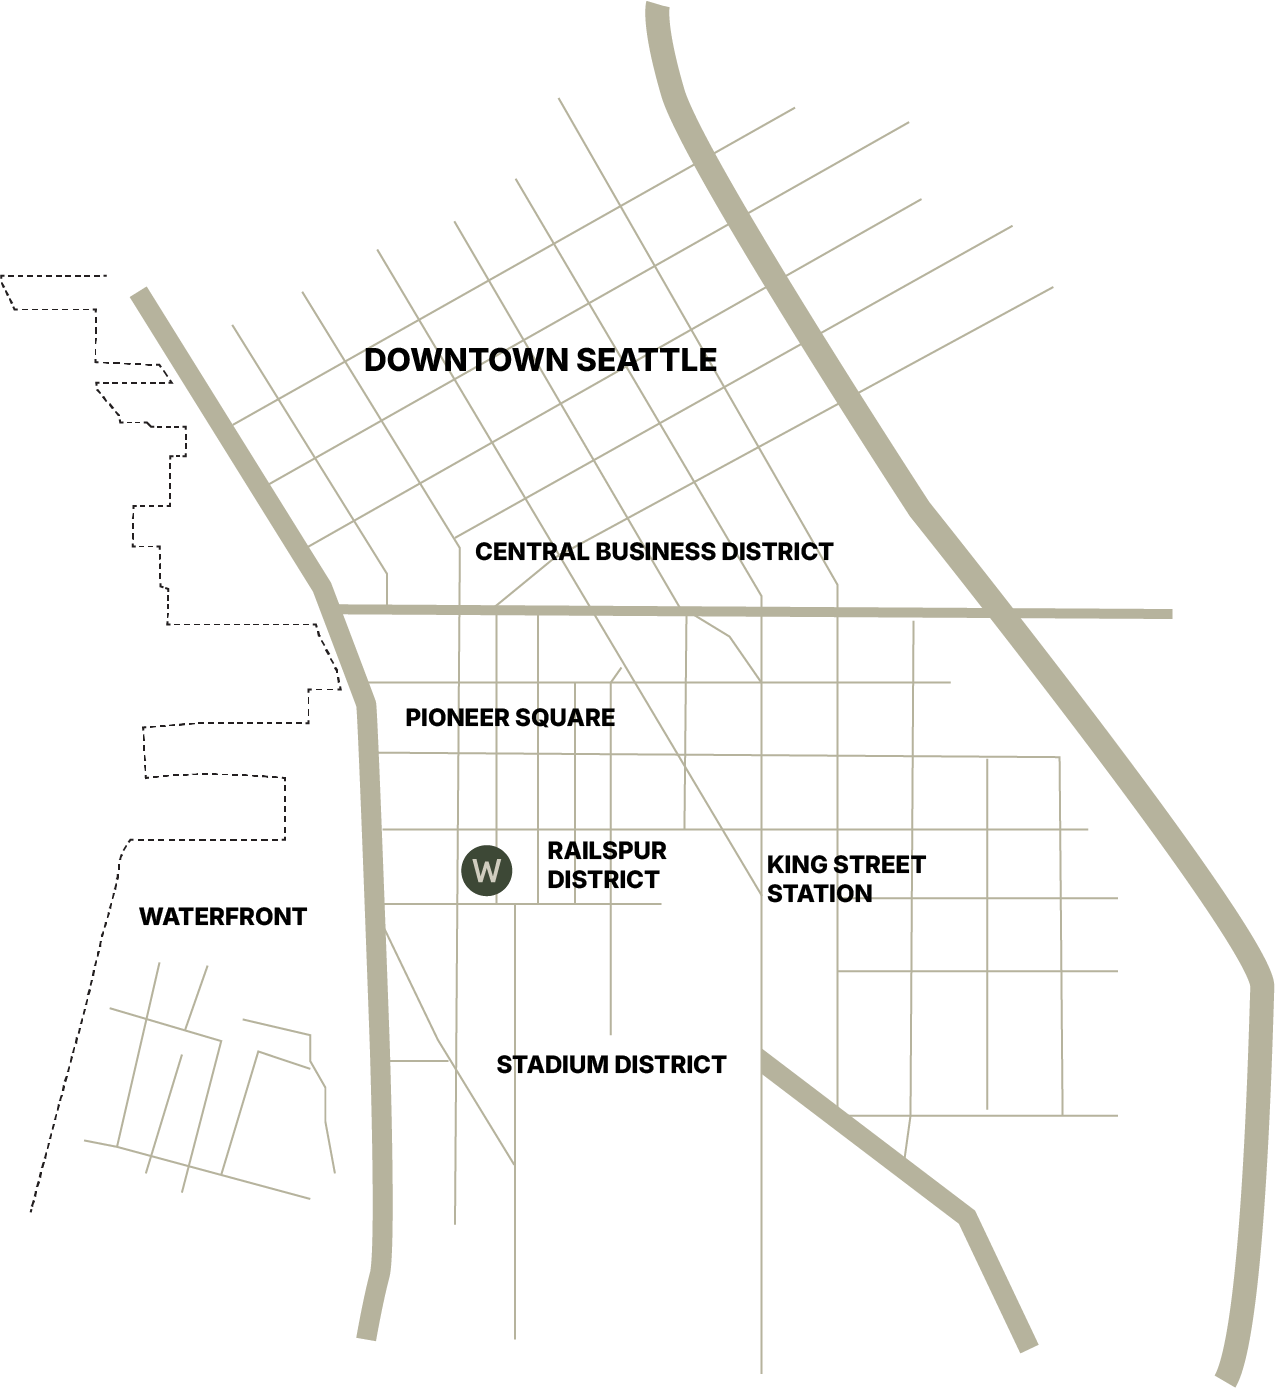 DOWNTOWN SEATTLE
CENTRAL BUSINESS DISTRICT
PIONEER SQUARE
W
RAILSPUR
DISTRICT
KING STREET
STATION
WATERFRONT
STADIUM DISTRICT